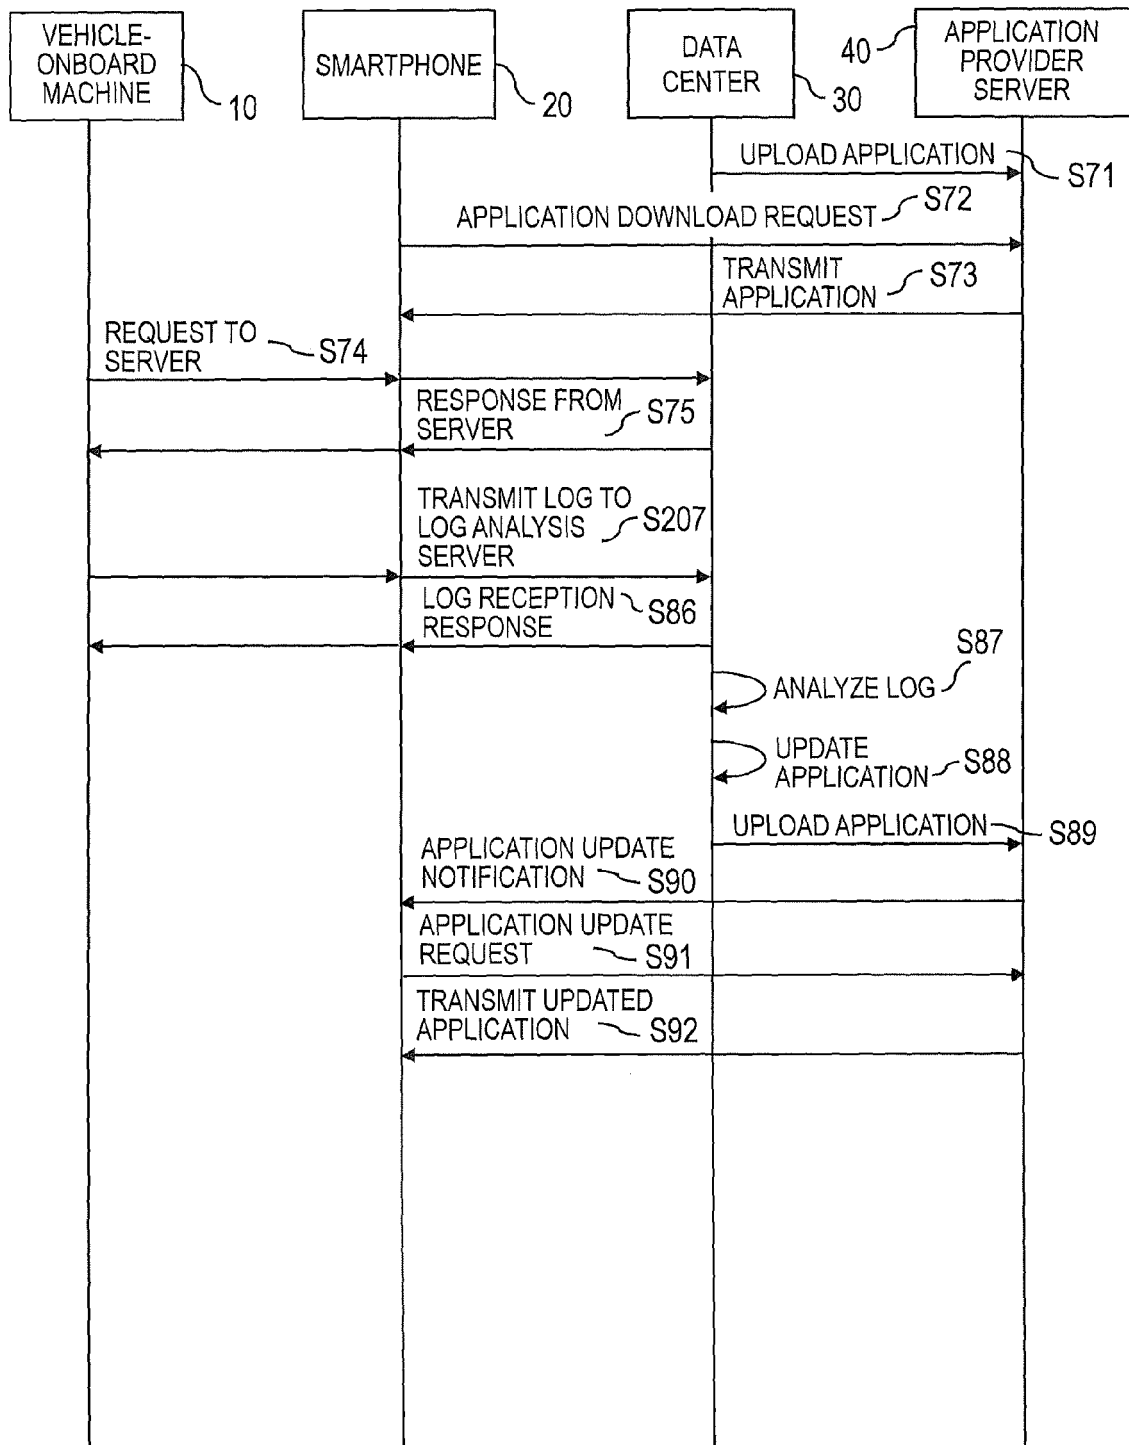 VEHICLE-
ONBOARD
MACHINE
10
SMARTPHONE
20
DATA
CENTER
30
40
APPLICATION
PROVIDER
SERVER
UPLOAD APPLICATION
S71
APPLICATION DOWNLOAD REQUEST
S72
TRANSMIT
APPLICATION
S73
REQUEST TO
SERVER
S74
RESPONSE FROM
SERVER
S75
TRANSMIT LOG TO
LOG ANALYSIS
SERVER
S207
LOG RECEPTION
RESPONSE
S86
ANALYZE LOG
S87
UPDATE
APPLICATION
S88
UPLOAD APPLICATION
S89
APPLICATION UPDATE
NOTIFICATION
S90
APPLICATION UPDATE
REQUEST
S91
TRANSMIT UPDATED
APPLICATION
S92